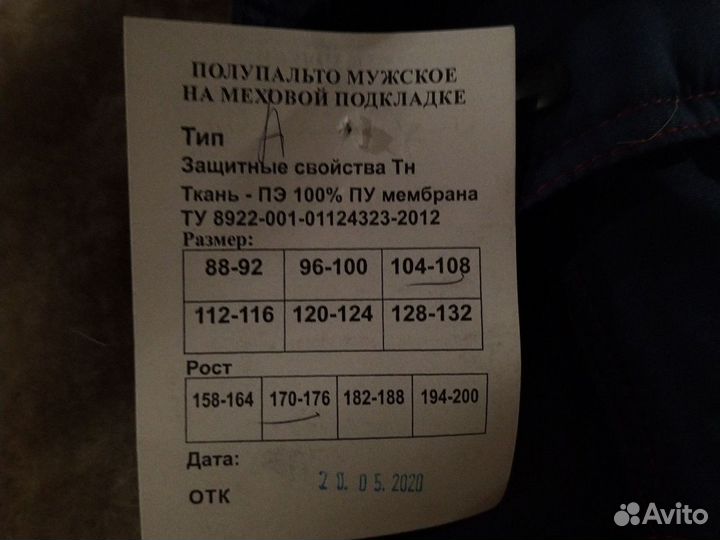 ПОЛУПАЛЬТО МУЖСКОЕ
НА МЕХОВОЙ ПОДКЛАДКЕ
Тип А
Защитные свойства Тн
Ткань - ПЭ 100% ПУ мембрана
ТУ 8922-001-01124323-2012
Размер:
88-92 96-100 104-108
112-116 120-124 128-132
Рост
158-164 170-176 182-188 194-200
Дата:
20.05.2020
ОТК
Avito